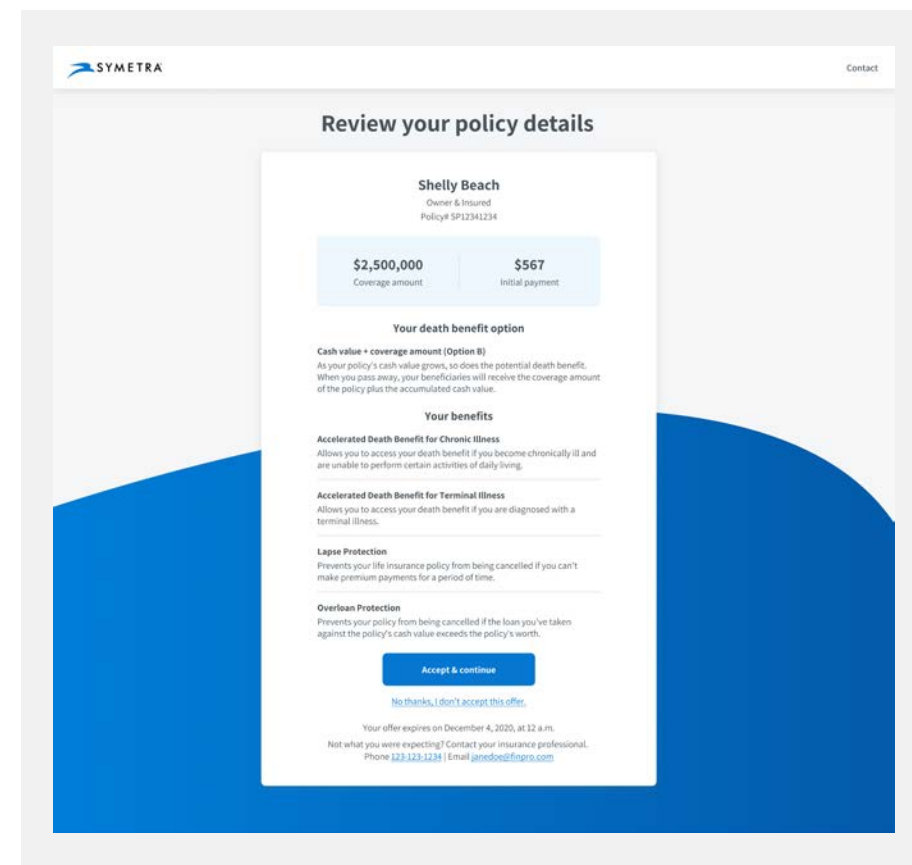 SYMETRA
Contact
Review your policy details
Shelly Beach
Owner & Insured
Policy# SP12341234
$2,500,000
Coverage amount
$567
Initial payment
Your death benefit option
Cash value + coverage amount (Option B)
As your policy's cash value grows, so does the potential death benefit.
When you pass away, your beneficiaries will receive the coverage amount
of the policy plus the accumulated cash value.
Your benefits
Accelerated Death Benefit for Chronic Illness
Allows you to access your death benefit if you become chronically ill and
are unable to perform certain activities of daily living.
Accelerated Death Benefit for Terminal Illness
Allows you to access your death benefit if you are diagnosed with a
terminal illness.
Lapse Protection
Prevents your life insurance policy from being cancelled if you can't
make premium payments for a period of time.
Overloan Protection
Prevents your policy from being cancelled if the loan you've taken
against the policy's cash value exceeds the policy's worth.
Accept & continue
No thanks, I don't accept this offer.
Your offer expires on December 4, 2020, at 12 a.m.
Not what you were expecting? Contact your insurance professional.
Phone 123-123-1234 | Email janedoe@finpro.com